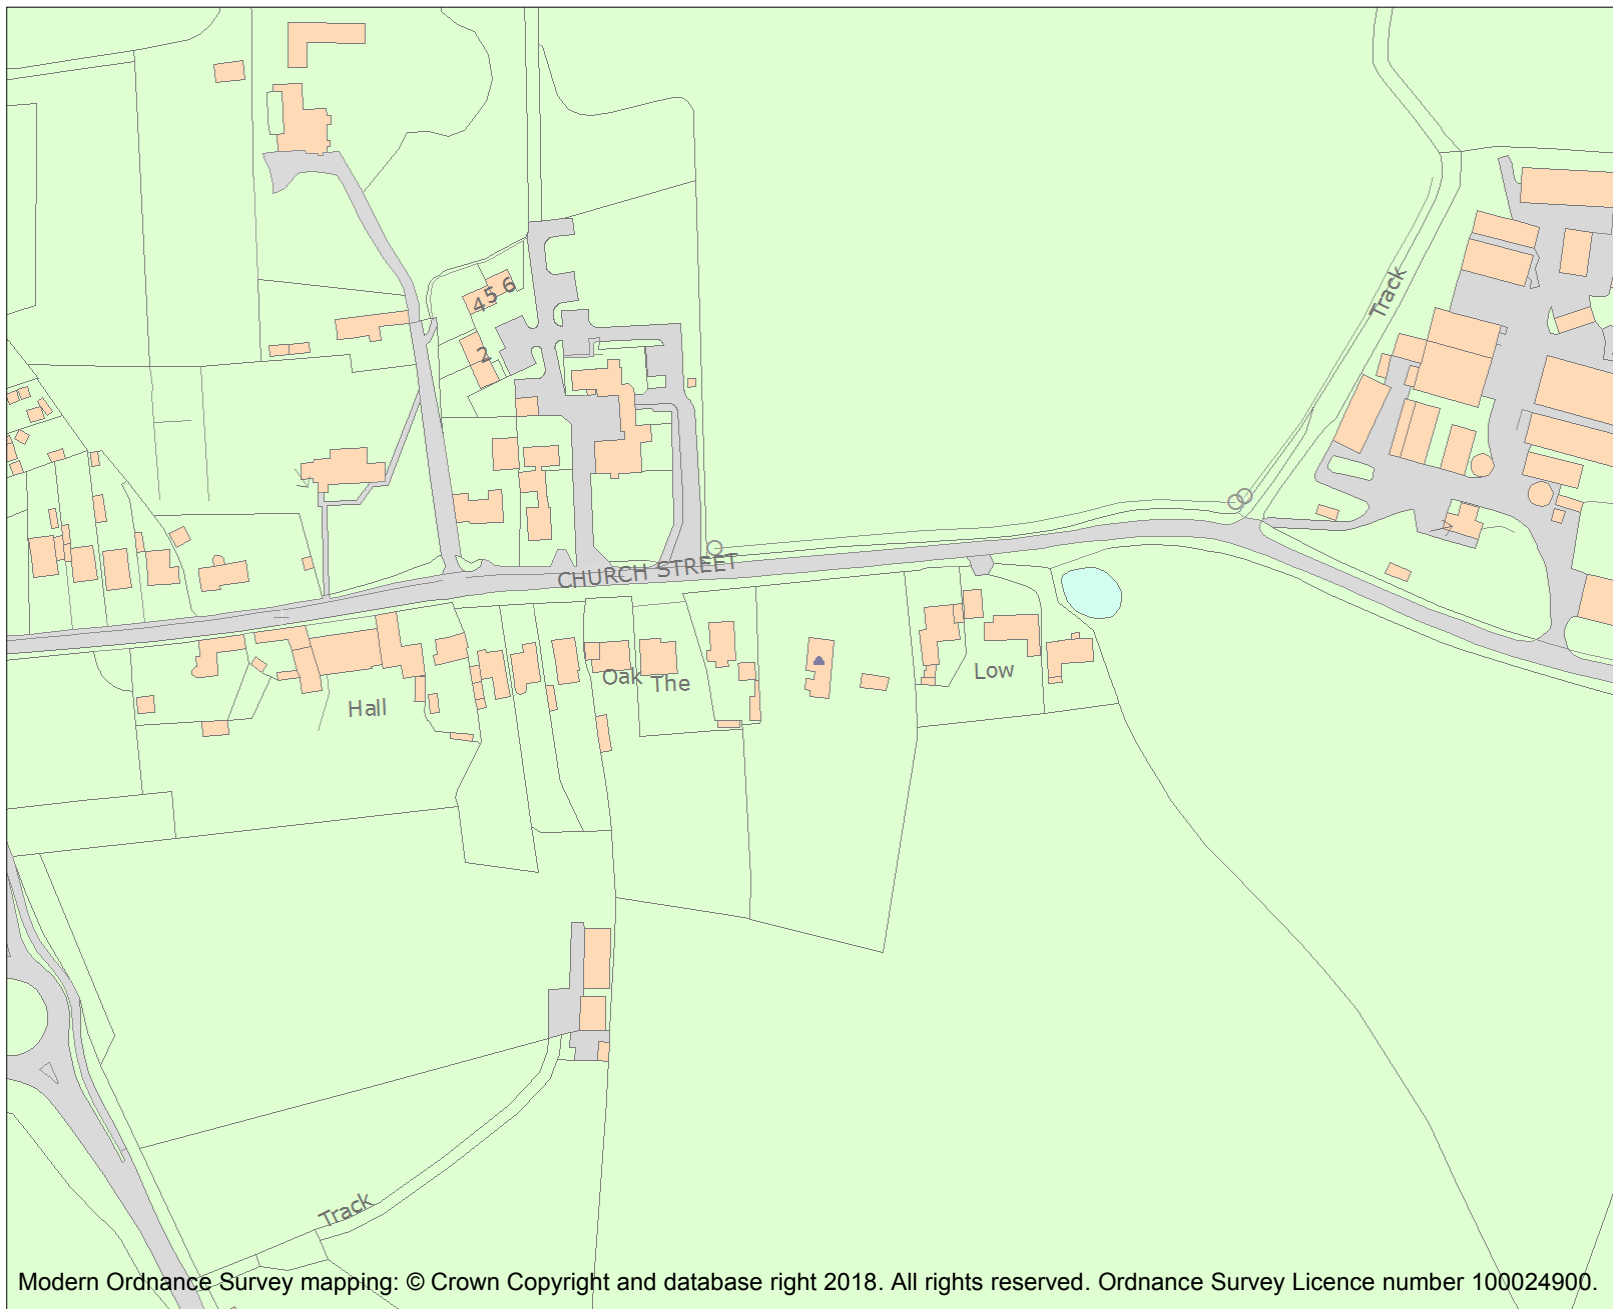 Track
4 5 6
2
CHURCH STREET
Oak The
Low
Hall
Track
Modern Ordnance Survey mapping: © Crown Copyright and database right 2018. All rights reserved. Ordnance Survey Licence number 100024900.